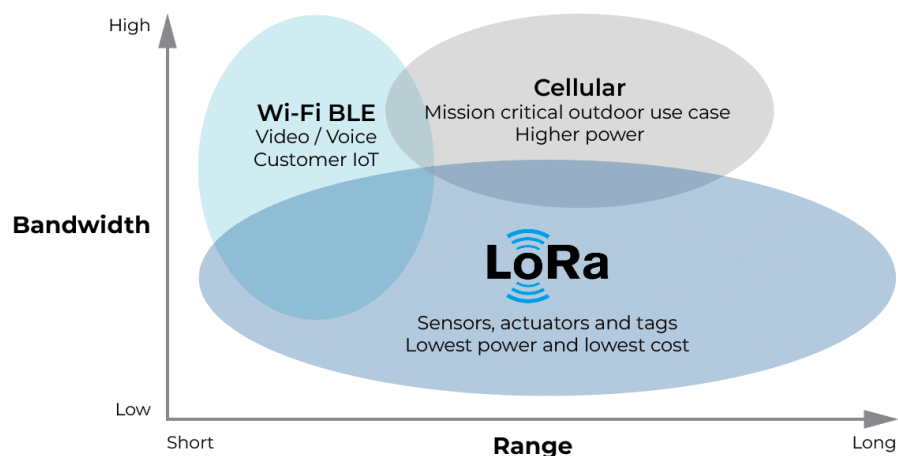 High
Cellular
Mission critical outdoor use case
Higher power
Wi-Fi BLE
Video / Voice
Customer IoT
Bandwidth
LoRa
Sensors, actuators and tags
Lowest power and lowest cost
Low
Short
Range
Long